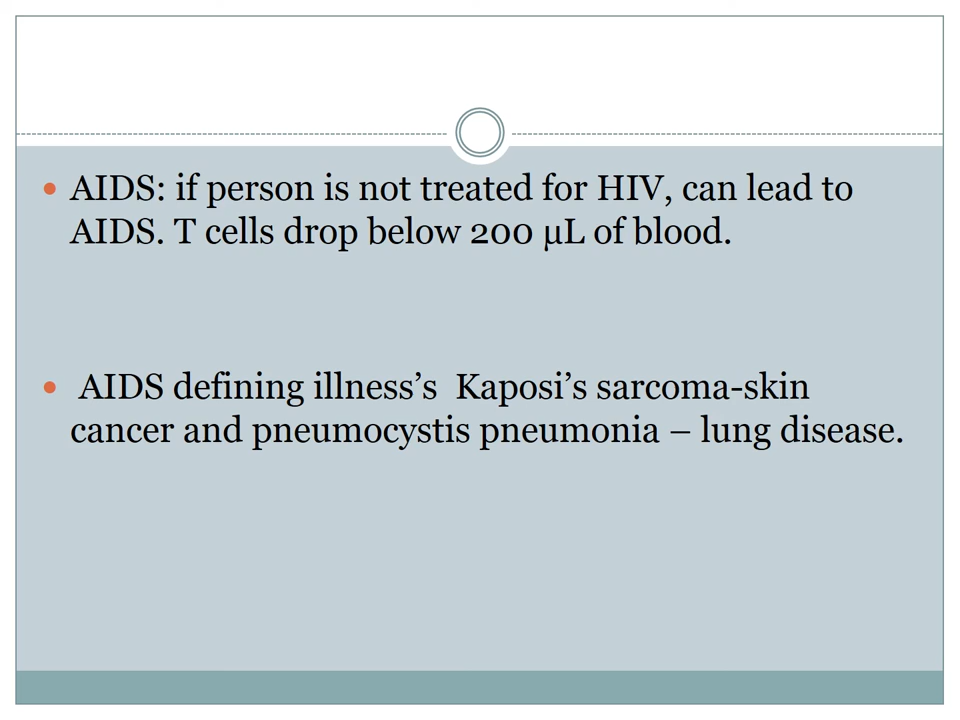 AIDS: if person is not treated for HIV, can lead to
AIDS. T cells drop below 200 µL of blood.
AIDS defining illness’s  Kaposi’s sarcoma-skin
cancer and pneumocystis pneumonia – lung disease.